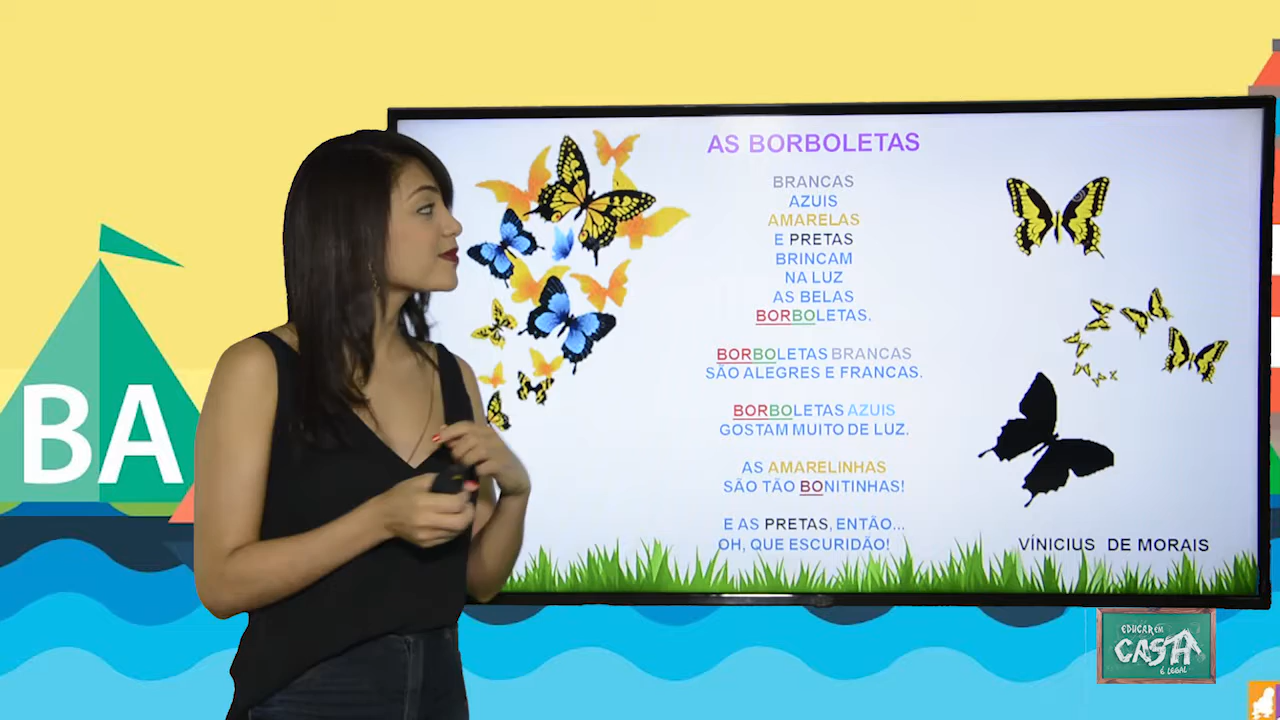 BA
AS BORBOLETAS
BRANCAS
AZUIS
AMARELAS
E PRETAS
BRINCAM
NA LUZ
AS BELAS
BORBOLETAS.
BORBOLETAS BRANCAS
SÃO ALEGRES E FRANCAS.
BORBOLETAS AZUIS
GOSTAM MUITO DE LUZ.
AS AMARELINHAS
SÃO TÃO BONITINHAS!
E AS PRETAS, ENTÃO...
OH, QUE ESCURIDÃO!
VÍNICIUS DE MORAIS
EDUCAR EM
CASA
É LEGAL